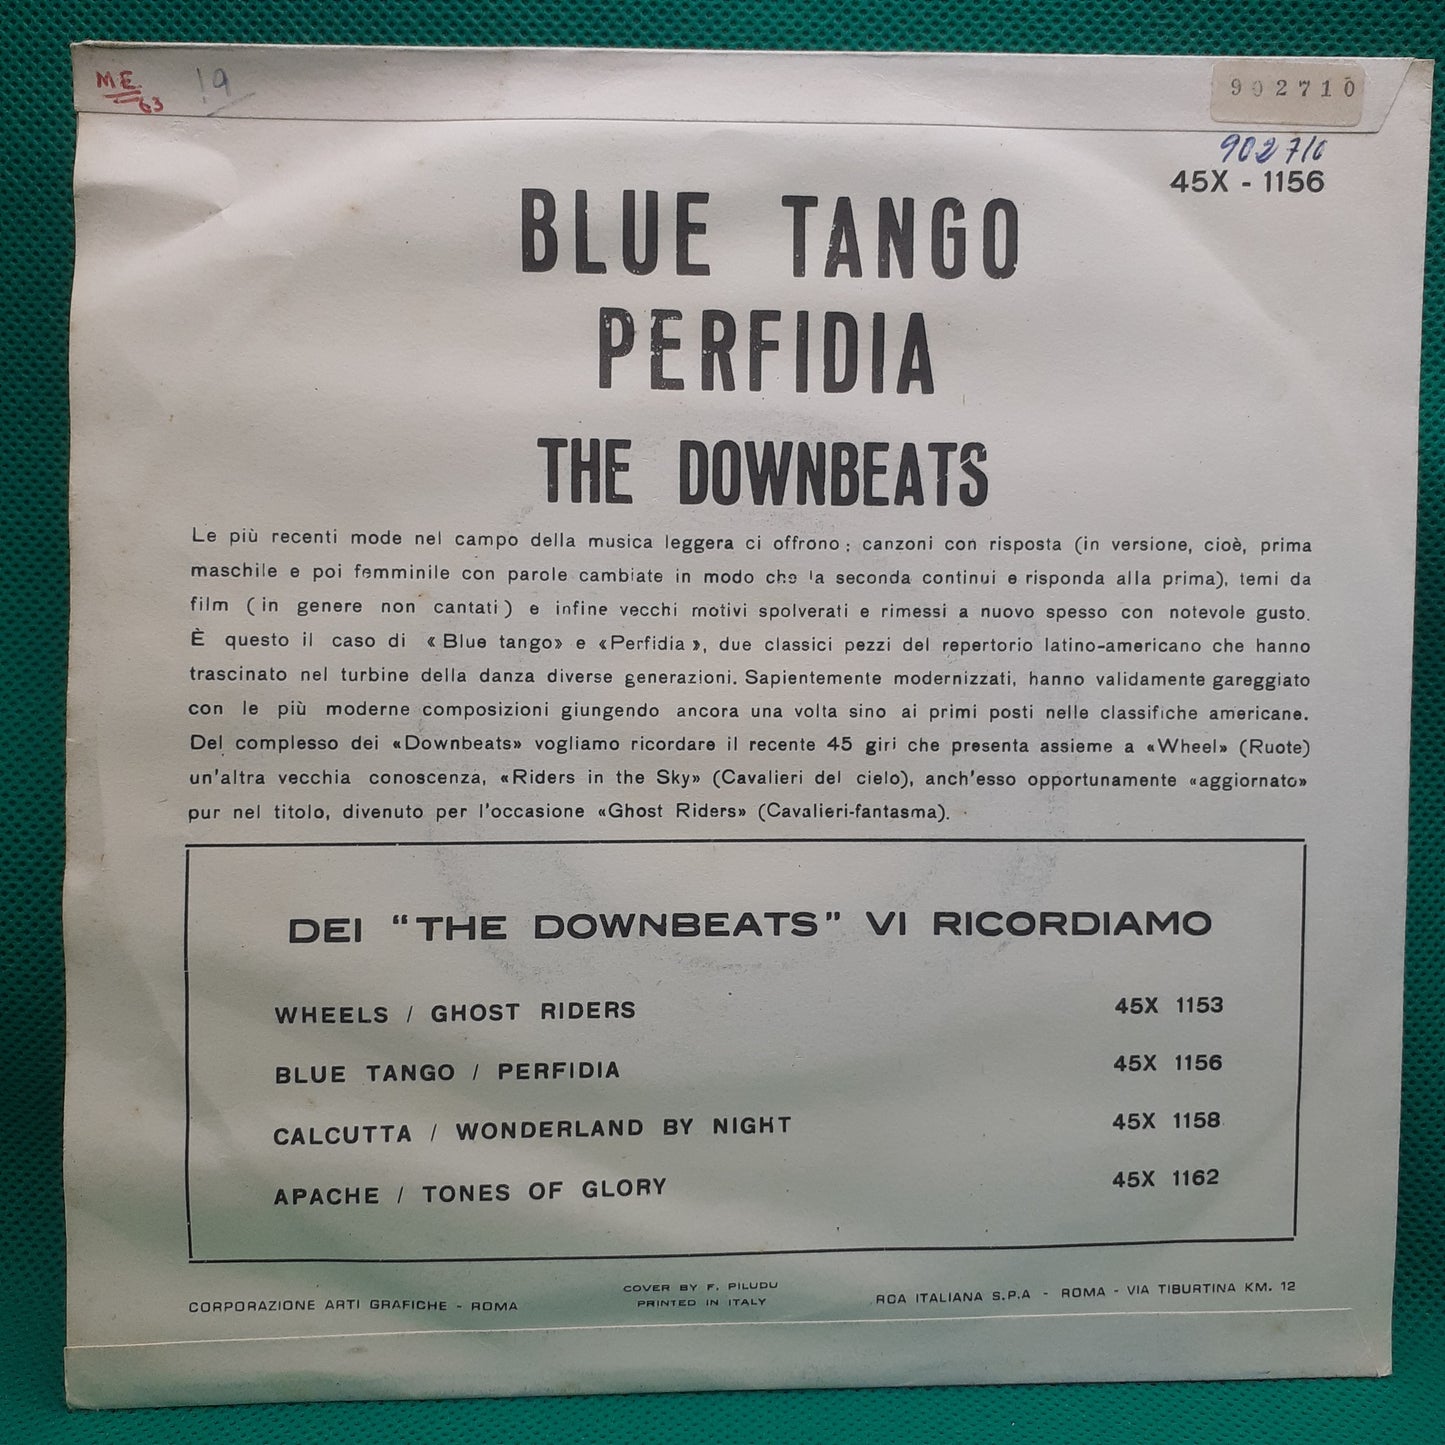 ME 63
19
902710
902710
45X - 1156
BLUE TANGO
PERFIDIA
THE DOWNBEATS
Le più recenti mode nel campo della musica leggera ci offrono: canzoni con risposta (in versione, cioè, prima
maschile e poi femminile con parole cambiate in modo che la seconda continui e risponda alla prima), temi da
film (in genere non cantati) e infine vecchi motivi spolverati e rimessi a nuovo spesso con notevole gusto.
È questo il caso di «Blue tango» e «Perfidia», due classici pezzi del repertorio latino-americano che hanno
trascinato nel turbine della danza diverse generazioni. Sapientemente modernizzati, hanno validamente gareggiato
con le più moderne composizioni giungendo ancora una volta sino ai primi posti nelle classifiche americane.
Del complesso dei «Downbeats» vogliamo ricordare il recente 45 giri che presenta assieme a «Wheel» (Ruote)
un'altra vecchia conoscenza, «Riders in the Sky» (Cavalieri del cielo), anch'esso opportunamente «aggiornato»
pur nel titolo, divenuto per l'occasione «Ghost Riders» (Cavalieri-fantasma).
DEI "THE DOWNBEATS" VI RICORDIAMO
WHEELS / GHOST RIDERS 45X 1153
BLUE TANGO / PERFIDIA 45X 1156
CALCUTTA / WONDERLAND BY NIGHT 45X 1158
APACHE / TONES OF GLORY 45X 1162
CORPORAZIONE ARTI GRAFICHE - ROMA
COVER BY F. PILUDU
PRINTED IN ITALY
RCA ITALIANA S.P.A - ROMA - VIA TIBURTINA KM. 12